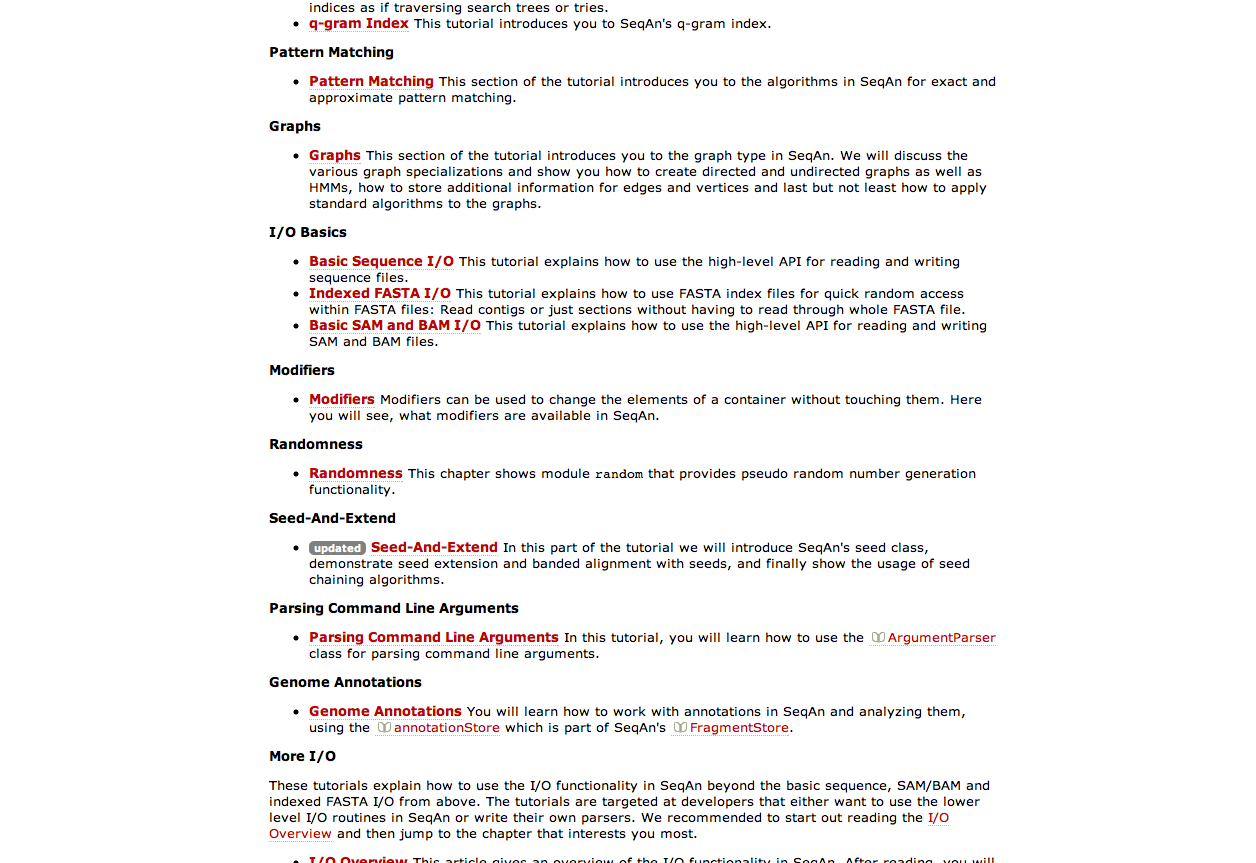 indices as if traversing search trees or tries.
q-gram Index This tutorial introduces you to SeqAn's q-gram index.
Pattern Matching
Pattern Matching This section of the tutorial introduces you to the algorithms in SeqAn for exact and
approximate pattern matching.
Graphs
Graphs This section of the tutorial introduces you to the graph type in SeqAn. We will discuss the
various graph specializations and show you how to create directed and undirected graphs as well as
HMMs, how to store additional information for edges and vertices and last but not least how to apply
standard algorithms to the graphs.
I/O Basics
Basic Sequence I/O This tutorial explains how to use the high-level API for reading and writing
sequence files.
Indexed FASTA I/O This tutorial explains how to use FASTA index files for quick random access
within FASTA files: Read contigs or just sections without having to read through whole FASTA file.
Basic SAM and BAM I/O This tutorial explains how to use the high-level API for reading and writing
SAM and BAM files.
Modifiers
Modifiers Modifiers can be used to change the elements of a container without touching them. Here
you will see, what modifiers are available in SeqAn.
Randomness
Randomness This chapter shows module random that provides pseudo random number generation
functionality.
Seed-And-Extend
updated Seed-And-Extend In this part of the tutorial we will introduce SeqAn's seed class,
demonstrate seed extension and banded alignment with seeds, and finally show the usage of seed
chaining algorithms.
Parsing Command Line Arguments
Parsing Command Line Arguments In this tutorial, you will learn how to use the ArgumentParser
class for parsing command line arguments.
Genome Annotations
Genome Annotations You will learn how to work with annotations in SeqAn and analyzing them,
using the annotationStore which is part of SeqAn's FragmentStore.
More I/O
These tutorials explain how to use the I/O functionality in SeqAn beyond the basic sequence, SAM/BAM and
indexed FASTA I/O from above. The tutorials are targeted at developers that either want to use the lower
level I/O routines in SeqAn or write their own parsers. We recommended to start out reading the I/O
Overview and then jump to the chapter that interests you most.
I/O Overview This article gives an overview of the I/O functionality in SeqAn. After reading, you will